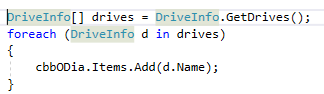 DriveInfo[] drives = DriveInfo.GetDrives();
foreach (DriveInfo d in drives)
{
    cbbODia.Items.Add(d.Name);
}